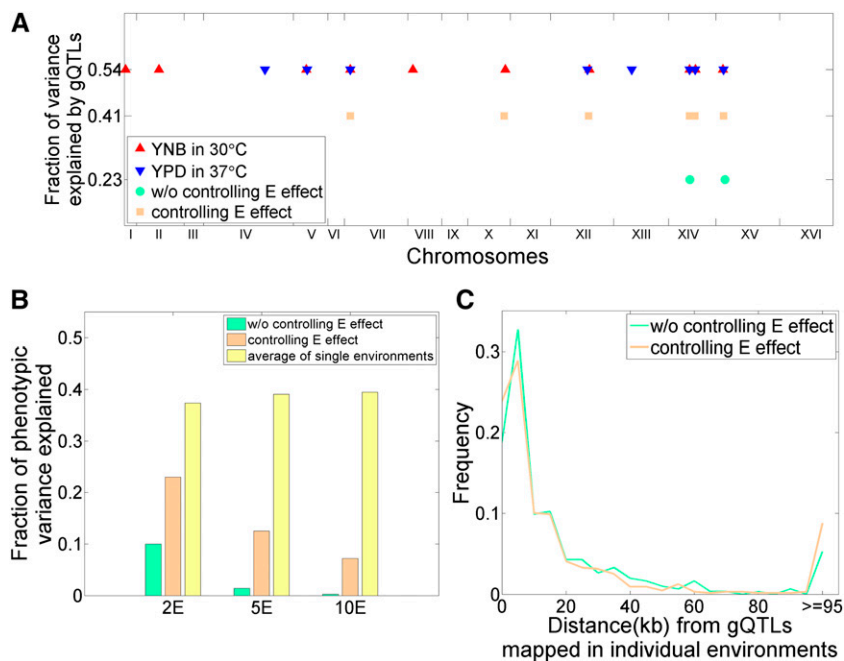 A
Fraction of variance
explained by gQTLs
0.54
0.41
0.23
YNB in 30°C
YPD in 37°C
w/o controlling E effect
controlling E effect
I II III IV V VI VII VIII IX X XI XII XIII XIV XV XVI
Chromosomes
B
Fraction of phenotypic
variance explained
0.5
0.4
0.3
0.2
0.1
0
w/o controlling E effect
controlling E effect
average of single environments
2E 5E 10E
C
Frequency
0.3
0.2
0.1
0
w/o controlling E effect
controlling E effect
0 20 40 60 80 >=95
Distance(kb) from gQTLs
mapped in individual environments